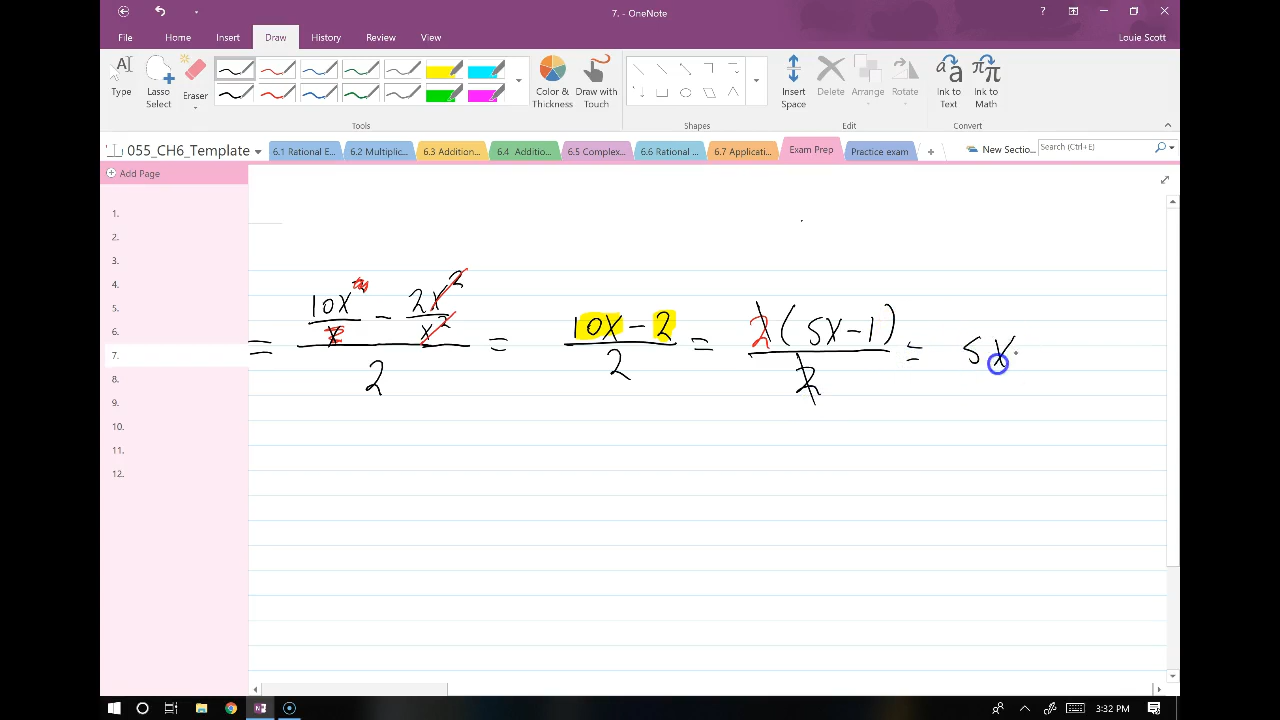 7. - OneNote
?
File Home Insert Draw History Review View Louie Scott
Type Lasso Select Eraser Color & Thickness Draw with Touch Insert Space Delete Arrange Rotate Ink to Text Ink to Math
Tools Shapes Edit Convert
055_CH6_Template 6.1 Rational E... 6.2 Multiplic... 6.3 Addition... 6.4 Additio... 6.5 Complex... 6.6 Rational ... 6.7 Applicati... Exam Prep Practice exam + New Sectio... Search (Ctrl+E)
Add Page
1.
2.
3.
4.
5.
6.
7.
8.
9.
10.
11.
12.
= (10x/x - 2x²/x²)/2 = (10x - 2)/2 = 2(5x-1)/2 = 5x
3:32 PM